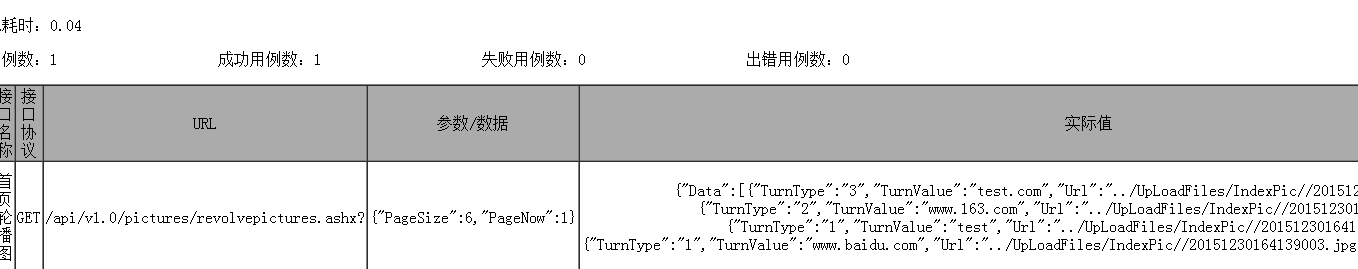 耗时：0.04
例数：1 成功用例数：1 失败用例数：0 出错用例数：0
接口名称 接口协议 URL 参数/数据 实际值
首页轮播图 GET /api/v1.0/pictures/revolvepictures.ashx? {"PageSize":6,"PageNow":1}
{"Data":[{"TurnType":"3","TurnValue":"test.com","Url":"../UpLoadFiles/IndexPic//201512
{"TurnType":"2","TurnValue":"www.163.com","Url":"../UpLoadFiles/IndexPic//201512301
{"TurnType":"1","TurnValue":"test","Url":"../UpLoadFiles/IndexPic//201512301641
{"TurnType":"1","TurnValue":"www.baidu.com","Url":"../UpLoadFiles/IndexPic//20151230164139003.jpg